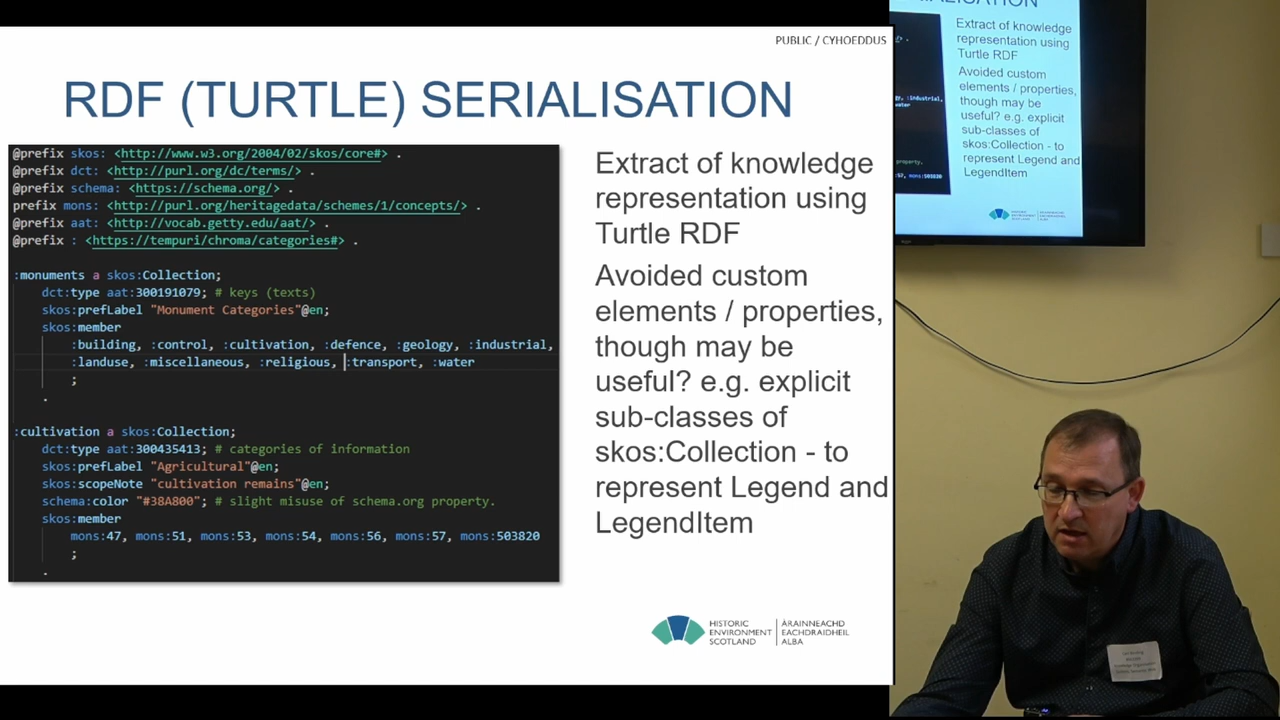 PUBLIC / CYHOEDDUS
RDF (TURTLE) SERIALISATION
@prefix skos: <http://www.w3.org/2004/02/skos/core#> .
@prefix dct: <http://purl.org/dc/terms/> .
@prefix schema: <https://schema.org/> .
prefix mons: <http://purl.org/heritagedata/schemes/1/concepts/> .
@prefix aat: <http://vocab.getty.edu/aat/> .
@prefix : <https://tempuri/chroma/categories#> .
:monuments a skos:Collection;
dct:type aat:300191079; # keys (texts)
skos:prefLabel "Monument Categories"@en;
skos:member
:building, :control, :cultivation, :defence, :geology, :industrial,
:landuse, :miscellaneous, :religious, :transport, :water
;
.
:cultivation a skos:Collection;
dct:type aat:300435413; # categories of information
skos:prefLabel "Agricultural"@en;
skos:scopeNote "cultivation remains"@en;
schema:color "#38A800"; # slight misuse of schema.org property.
skos:member
mons:47, mons:51, mons:53, mons:54, mons:56, mons:57, mons:503820
;
.
Extract of knowledge
representation using
Turtle RDF
Avoided custom
elements / properties,
though may be
useful? e.g. explicit
sub-classes of
skos:Collection - to
represent Legend and
LegendItem
HISTORIC
ENVIRONMENT
SCOTLAND
ÀRAINNEACHD
EACHDRAIDHEIL
ALBA
Extract of knowledge
representation using
Turtle RDF
Avoided custom
elements / properties,
though may be
useful? e.g. explicit
sub-classes of
skos:Collection - to
represent Legend and
LegendItem